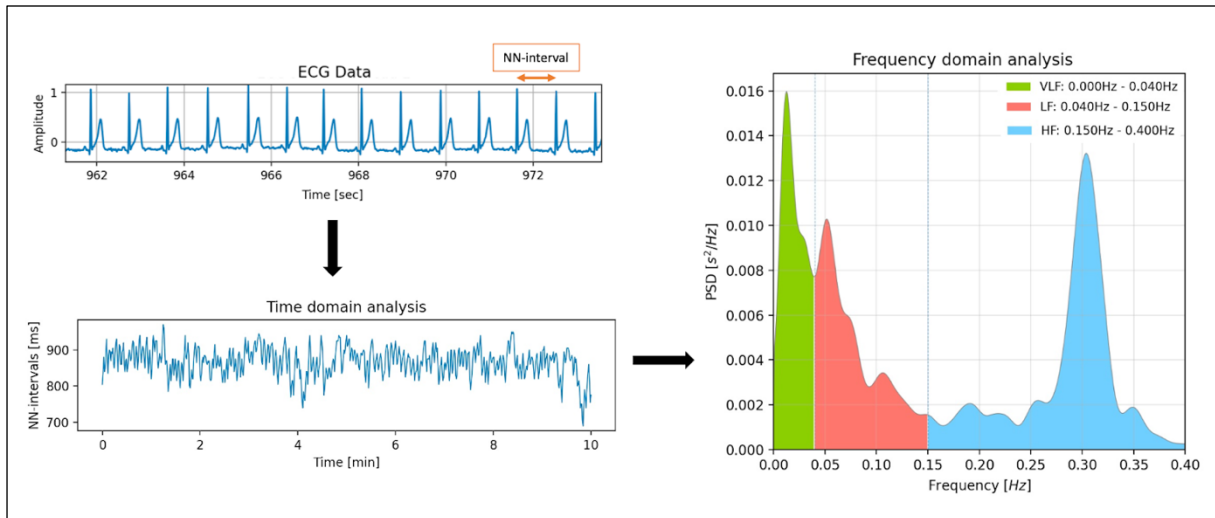 NN-interval
ECG Data
Amplitude
1
0
962 964 966 968 970 972
Time [sec]
Time domain analysis
NN-intervals [ms]
900
800
700
0 2 4 6 8 10
Time [min]
Frequency domain analysis
VLF: 0.000Hz - 0.040Hz
LF: 0.040Hz - 0.150Hz
HF: 0.150Hz - 0.400Hz
PSD [s²/Hz]
0.016
0.014
0.012
0.010
0.008
0.006
0.004
0.002
0.000
0.00 0.05 0.10 0.15 0.20 0.25 0.30 0.35 0.40
Frequency [Hz]